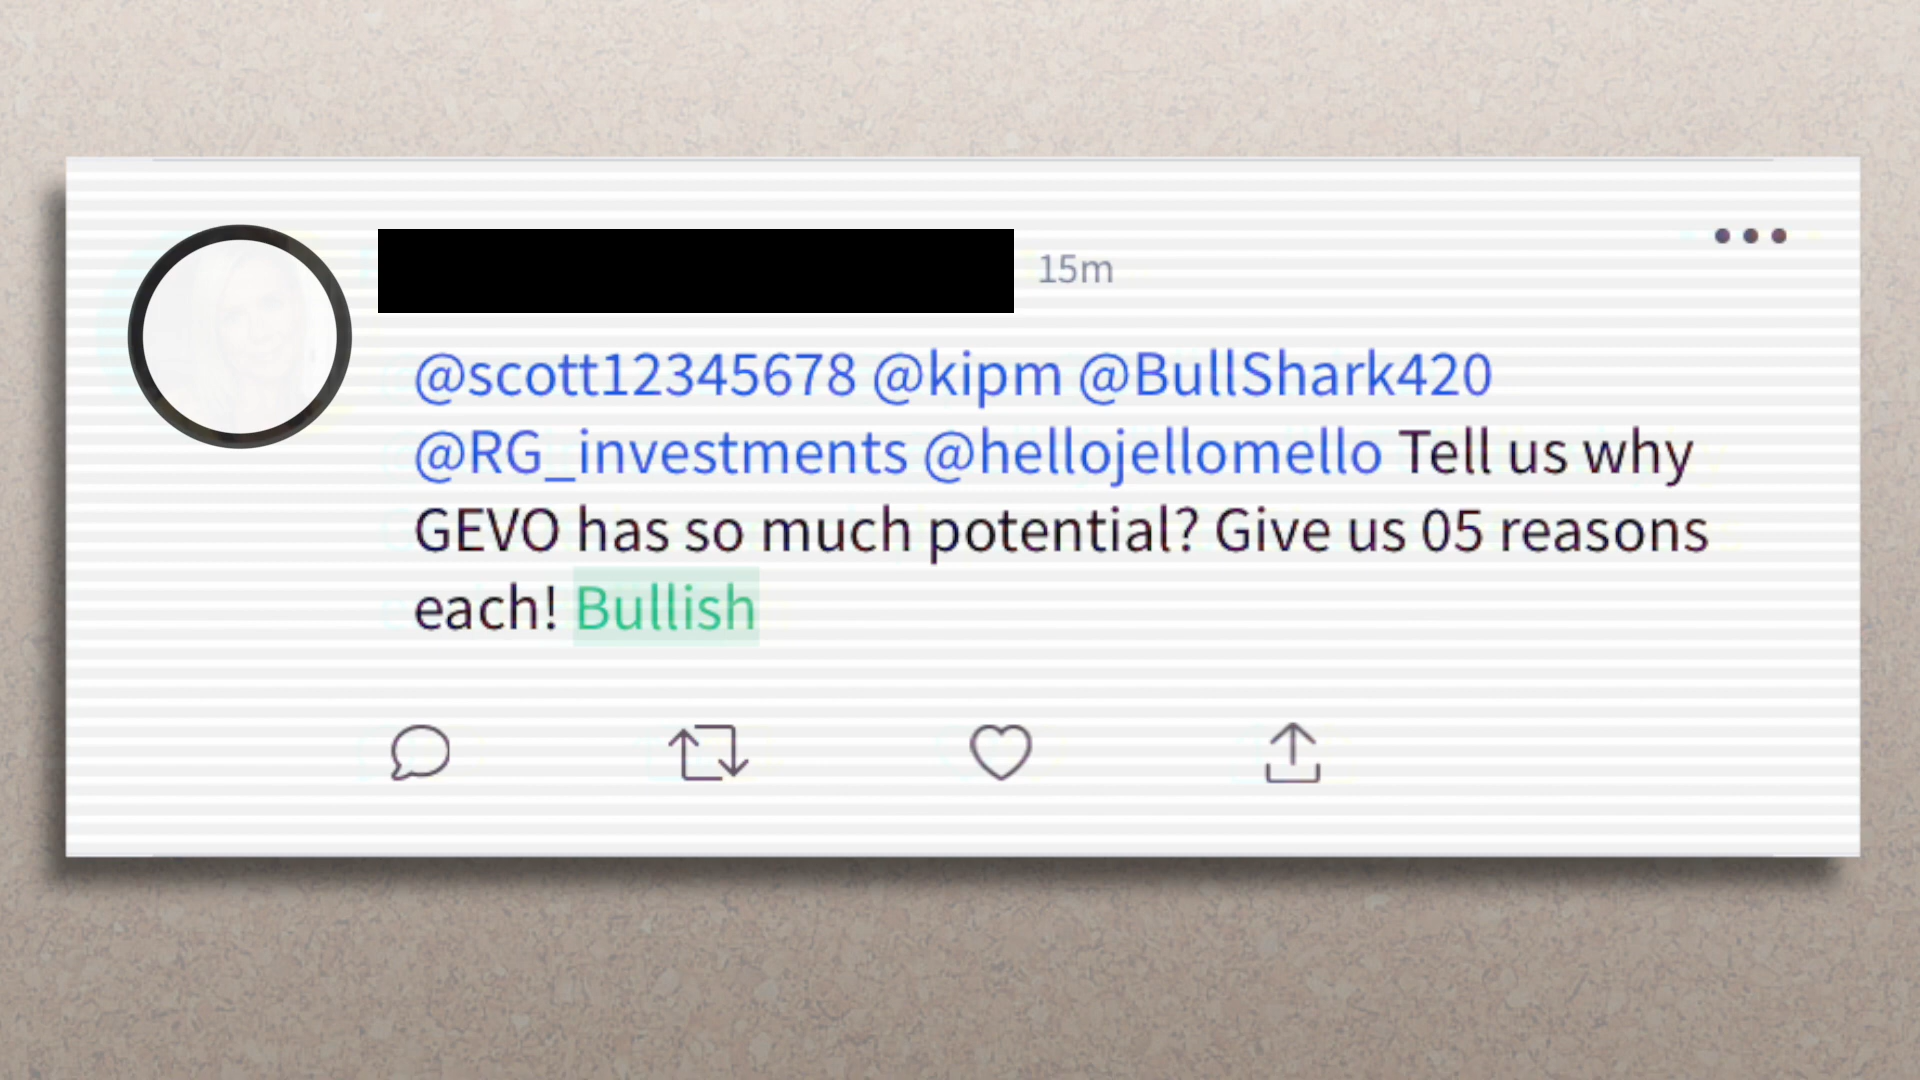 15m
@scott12345678 @kipm @BullShark420
@RG_investments @hellojellomello Tell us why
GEVO has so much potential? Give us 05 reasons
each! Bullish